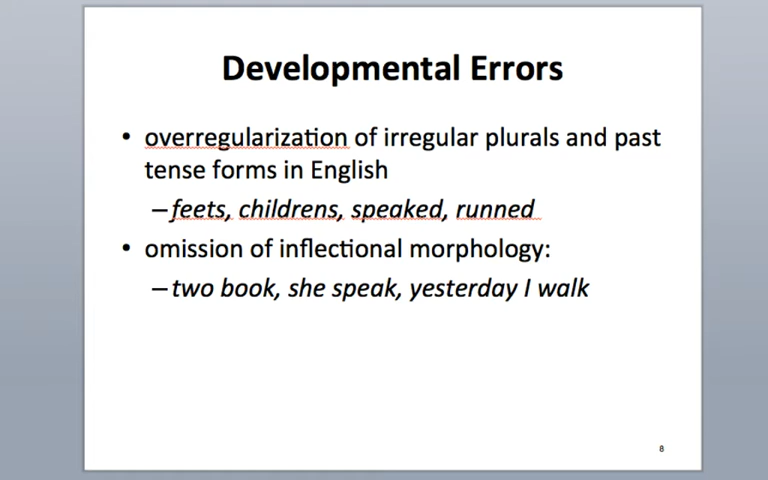 Developmental Errors
• overregularization of irregular plurals and past
tense forms in English
–feets, childrens, speaked, runned
• omission of inflectional morphology:
–two book, she speak, yesterday I walk
8